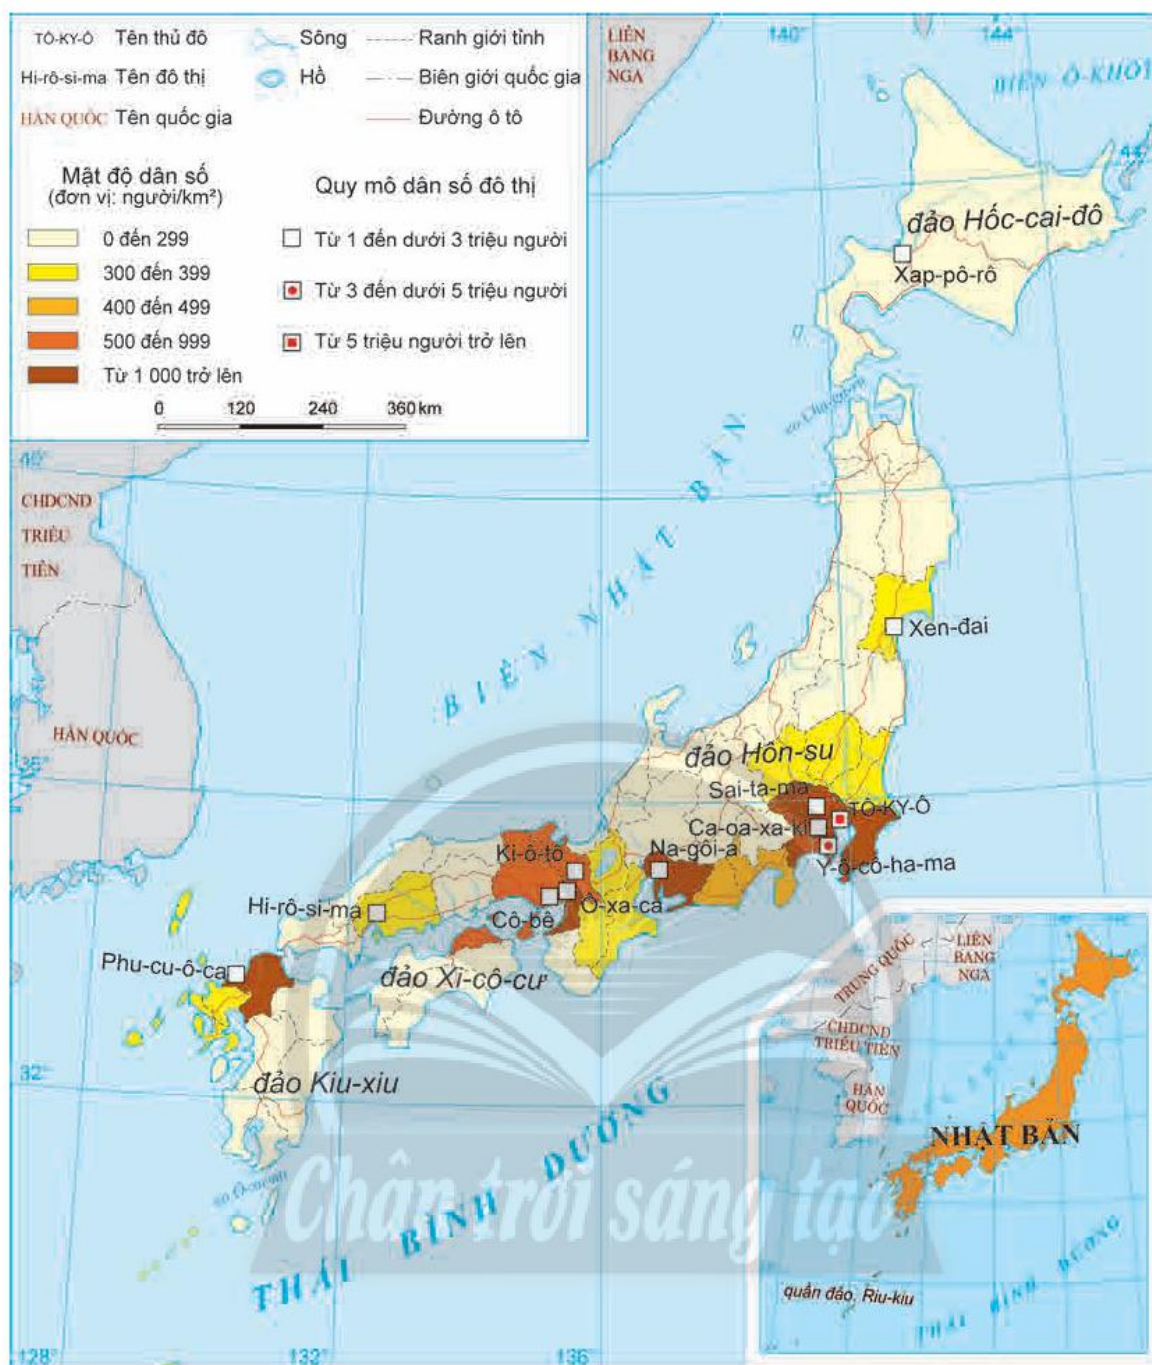 TÔ-KY-Ô Tên thủ đô
Sông
Ranh giới tỉnh
Hi-rô-si-ma Tên đô thị
Hồ
Biên giới quốc gia
HÀN QUỐC Tên quốc gia
Đường ô tô
Mật độ dân số
(đơn vị: người/km²)
0 đến 299
300 đến 399
400 đến 499
500 đến 999
Từ 1 000 trở lên
Quy mô dân số đô thị
Từ 1 đến dưới 3 triệu người
Từ 3 đến dưới 5 triệu người
Từ 5 triệu người trở lên
0 120 240 360 km
LIÊN
BANG
NGA
140°
144°
BIỂN Ô-KHỐT
44°
đảo Hốc-cai-đô
Xap-pô-rô
40°
CHDCND
TRIỀU
TIÊN
BIỂN NHẬT BẢN
Xen-đai
HÀN QUỐC
36°
đảo Hôn-su
Sai-ta-ma
TÔ-KY-Ô
Ca-oa-xa-ki
Ki-ô-tô
Na-gôi-a
Y-ô-cô-ha-ma
Hi-rô-si-ma
Cô-bê
Ô-xa-ca
Phu-cu-ô-ca
đảo Xi-cô-cư
32°
đảo Kiu-xiu
THÁI BÌNH DƯƠNG
Chân trời sáng tạo
128°
132°
136°
TRUNG QUỐC
LIÊN
BANG
NGA
CHDCND
TRIỀU TIÊN
HÀN
QUỐC
NHẬT BẢN
quần đảo Riu-kiu
THÁI BÌNH DƯƠNG